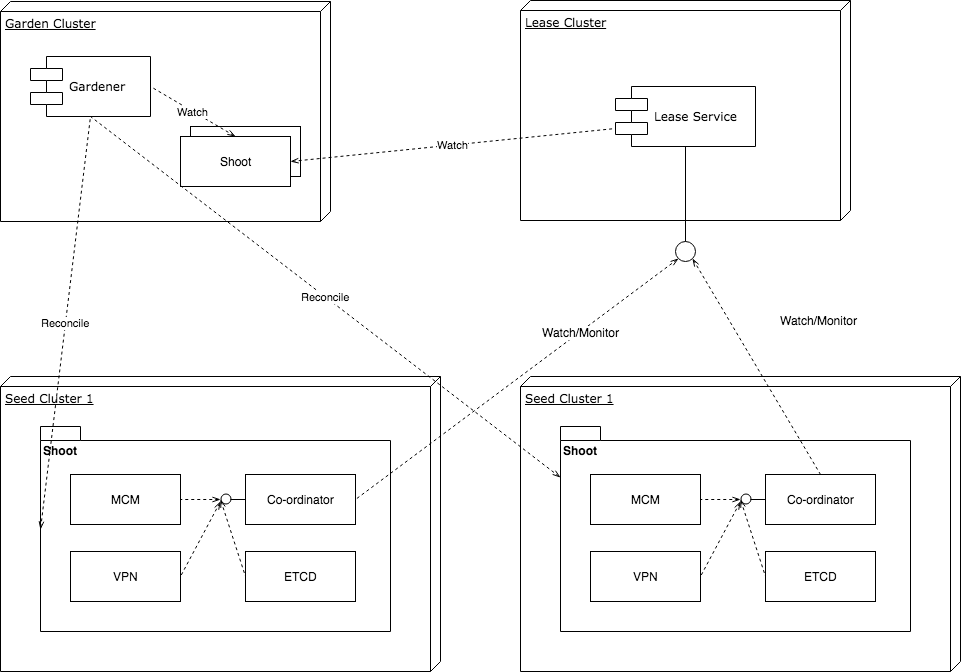 Garden Cluster
Lease Cluster
Gardener
Watch
Lease Service
Watch
Shoot
Reconcile
Reconcile
Watch/Monitor
Watch/Monitor
Seed Cluster 1
Shoot
MCM
Co-ordinator
VPN
ETCD
Seed Cluster 1
Shoot
MCM
Co-ordinator
VPN
ETCD